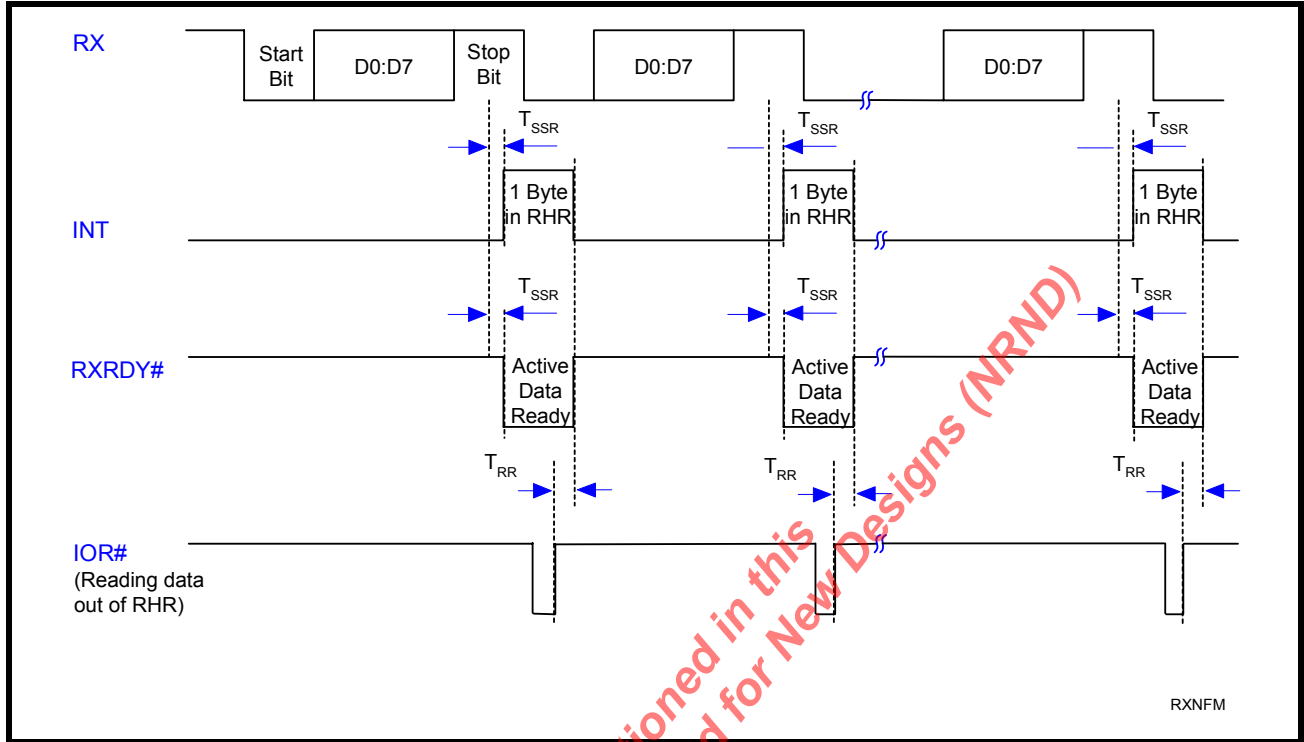 RX
Start
Bit
D0:D7
Stop
Bit
D0:D7
D0:D7
TSSR
TSSR
TSSR
INT
1 Byte
in RHR
1 Byte
in RHR
1 Byte
in RHR
TSSR
TSSR
TSSR
RXRDY#
Active
Data
Ready
Active
Data
Ready
Active
Data
Ready
TRR
TRR
TRR
IOR#
(Reading data
out of RHR)
in this
for New Designs (NRND)
RXNFM